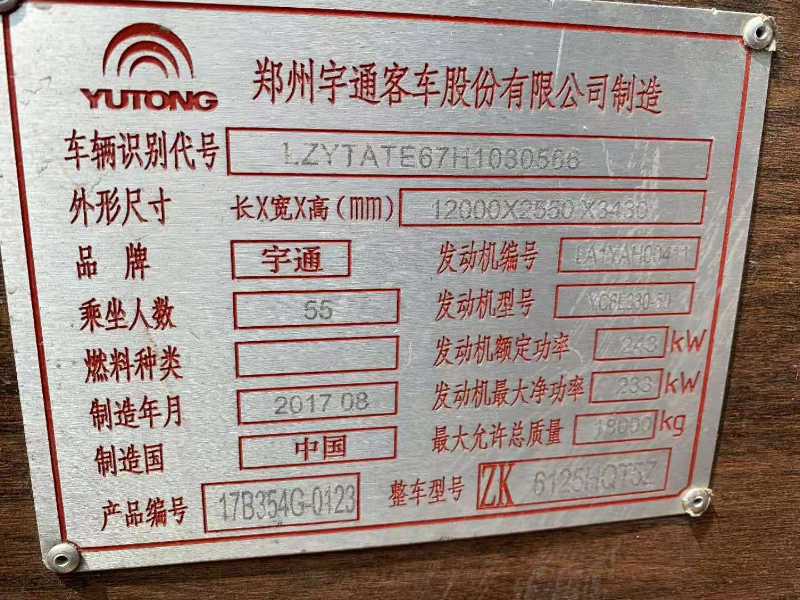 YUTONG 郑州宇通客车股份有限公司制造
车辆识别代号 LZYTATE67H1030566
外形尺寸 长X宽X高(mm) 12000X2550X3430
品牌 宇通 发动机编号 LA1YAH00411
乘坐人数 55 发动机型号
燃料种类 发动机额定功率 243 kW
制造年月 2017 08 发动机最大净功率 233 kW
制造国 中国 最大允许总质量 18000 kg
产品编号 17B354G-0123 整车型号 ZK 6125HQT5Z